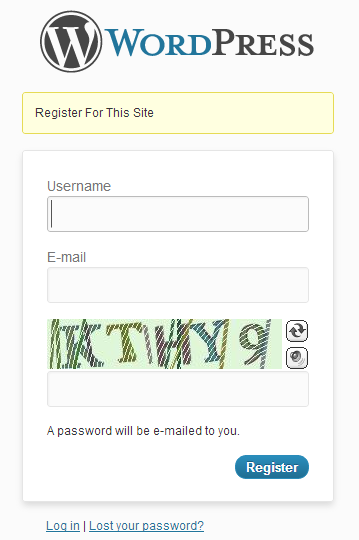 WORDPRESS
Register For This Site
Username
E-mail
A password will be e-mailed to you.
Register
Log in | Lost your password?